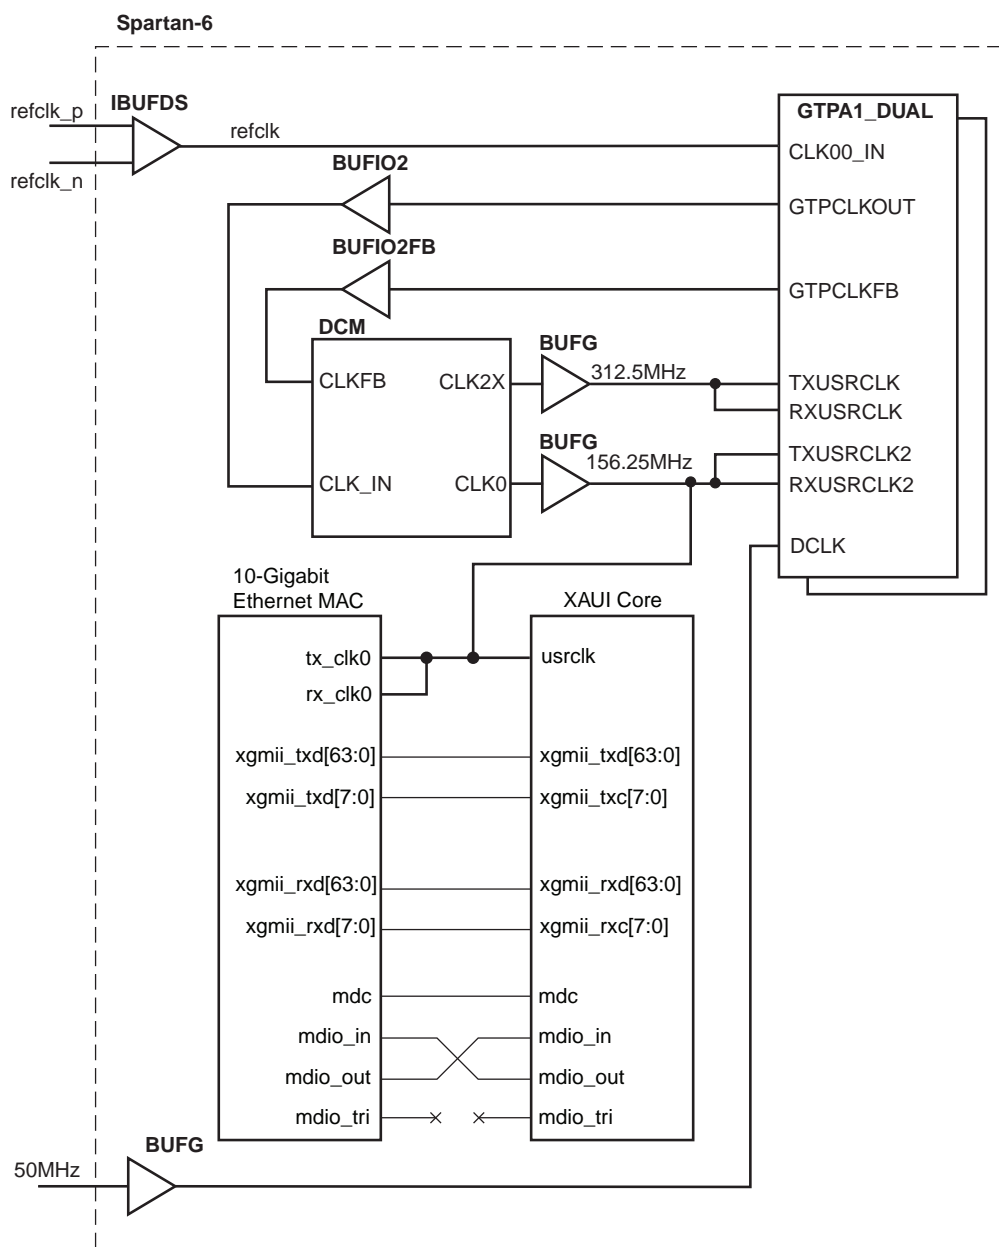 Spartan-6
refclk_p
IBUFDS
refclk
refclk_n
GTPA1_DUAL
CLK00_IN
BUFIO2
GTPCLKOUT
BUFIO2FB
GTPCLKFB
DCM
CLKFB
CLK2X
BUFG
312.5MHz
TXUSRCLK
RXUSRCLK
BUFG
156.25MHz
TXUSRCLK2
CLK_IN
CLK0
RXUSRCLK2
DCLK
10-Gigabit
Ethernet MAC
XAUI Core
tx_clk0
usrclk
rx_clk0
xgmii_txd[63:0]
xgmii_txd[63:0]
xgmii_txd[7:0]
xgmii_txc[7:0]
xgmii_rxd[63:0]
xgmii_rxd[63:0]
xgmii_rxd[7:0]
xgmii_rxc[7:0]
mdc
mdc
mdio_in
mdio_in
mdio_out
mdio_out
mdio_tri
mdio_tri
BUFG
50MHz